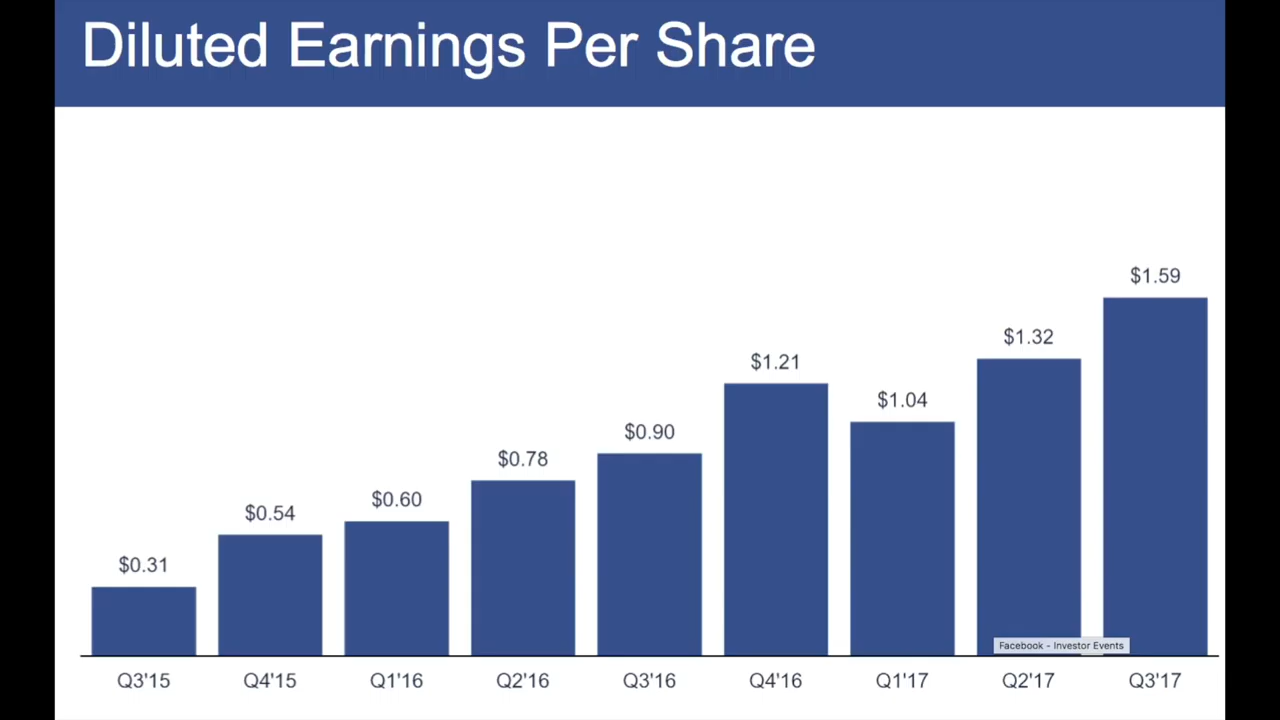 Diluted Earnings Per Share
$0.31
$0.54
$0.60
$0.78
$0.90
$1.21
$1.04
$1.32
$1.59
Facebook - Investor Events
Q3'15
Q4'15
Q1'16
Q2'16
Q3'16
Q4'16
Q1'17
Q2'17
Q3'17